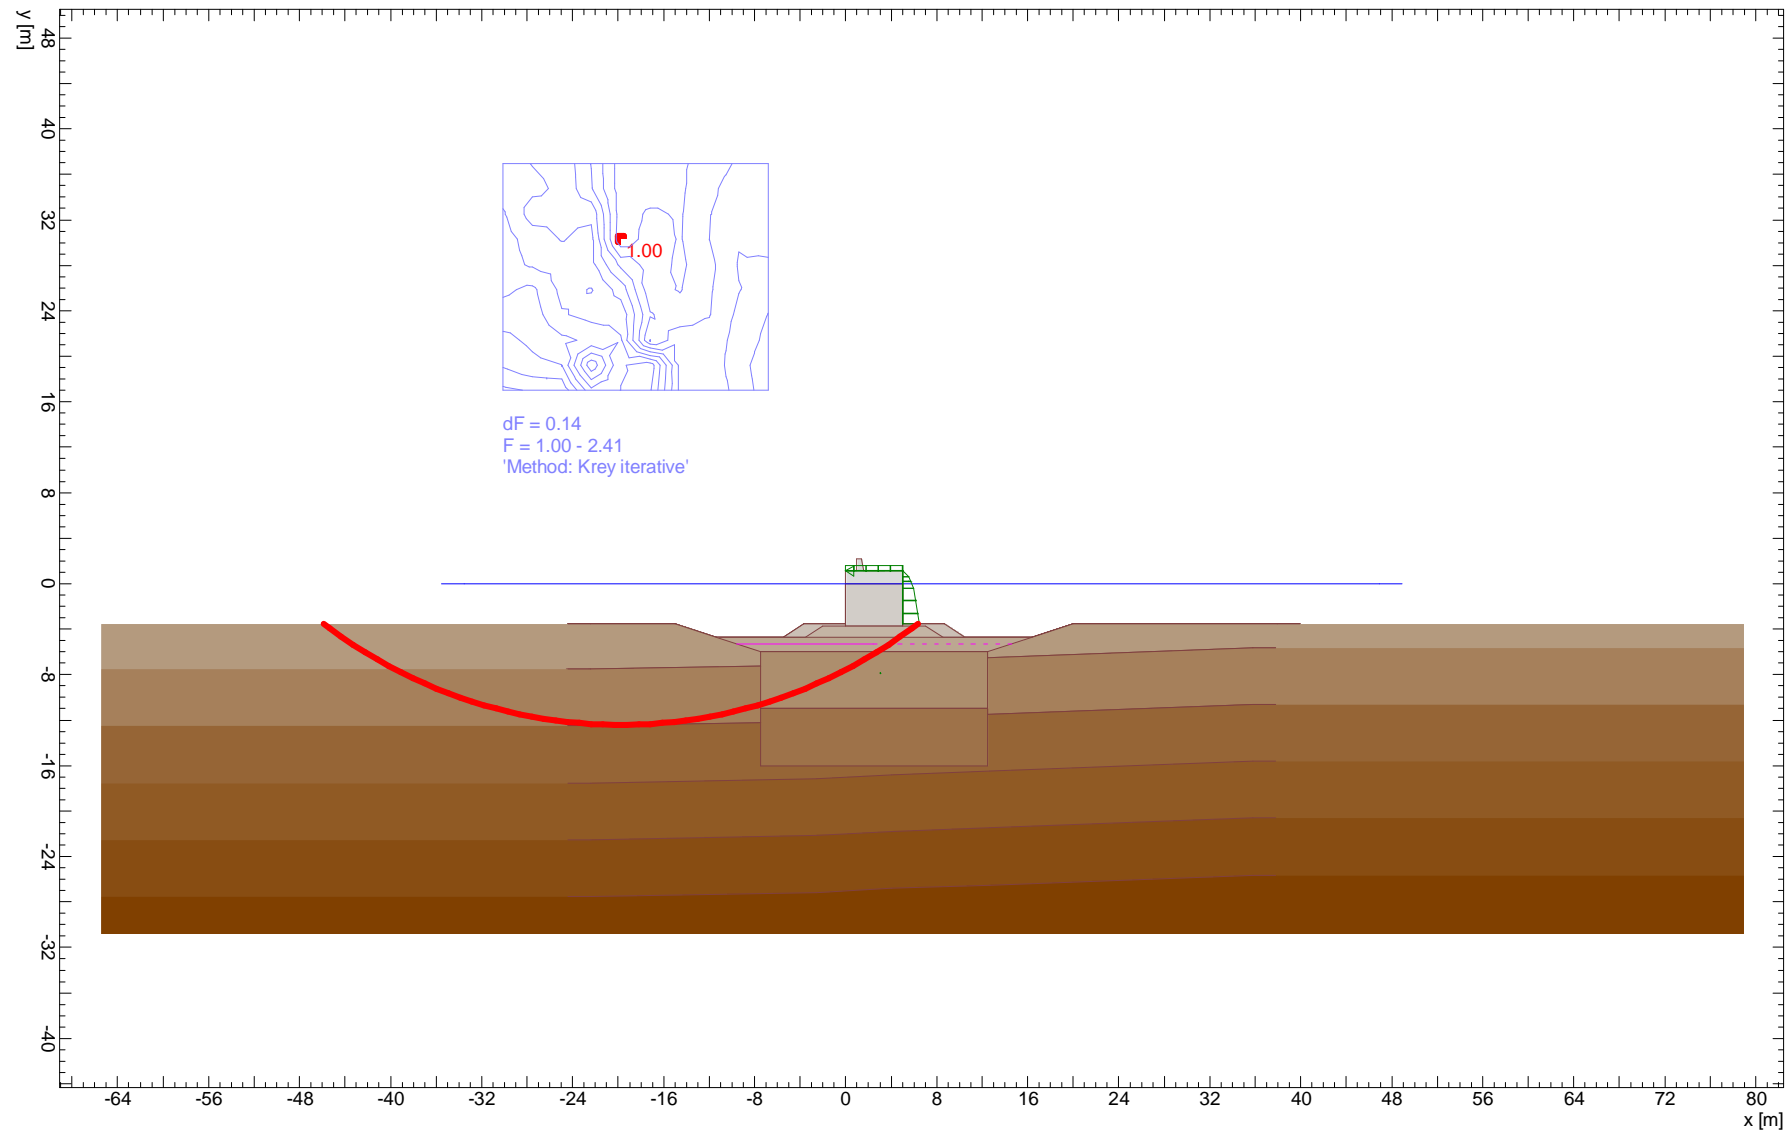 y [m]
48
40
32
24
16
8
0
-8
-16
-24
-32
-40
1.00
dF = 0.14
F = 1.00 - 2.41
'Method: Krey iterative'
-64 -56 -48 -40 -32 -24 -16 -8 0 8 16 24 32 40 48 56 64 72 80
x [m]